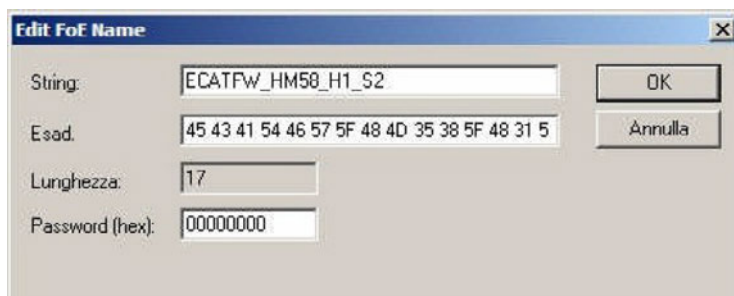 Edit FoE Name
String: ECATFW_HM58_H1_S2 OK
Esad. 45 43 41 54 46 57 5F 48 4D 35 38 5F 48 31 5 Annulla
Lunghezza: 17
Password (hex): 00000000